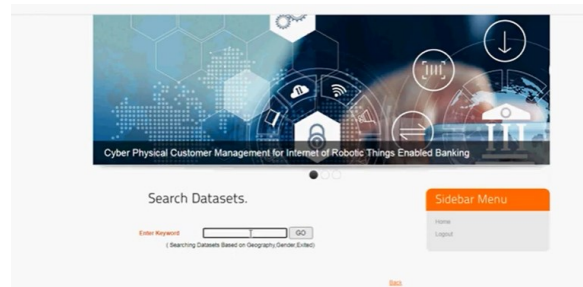 Cyber Physical Customer Management for Internet of Robotic Things Enabled Banking
Search Datasets.
Sidebar Menu
Home
Logout
Enter Keyword
GO
( Searching Datasets Based on Geography,Gender,Exited)
Back